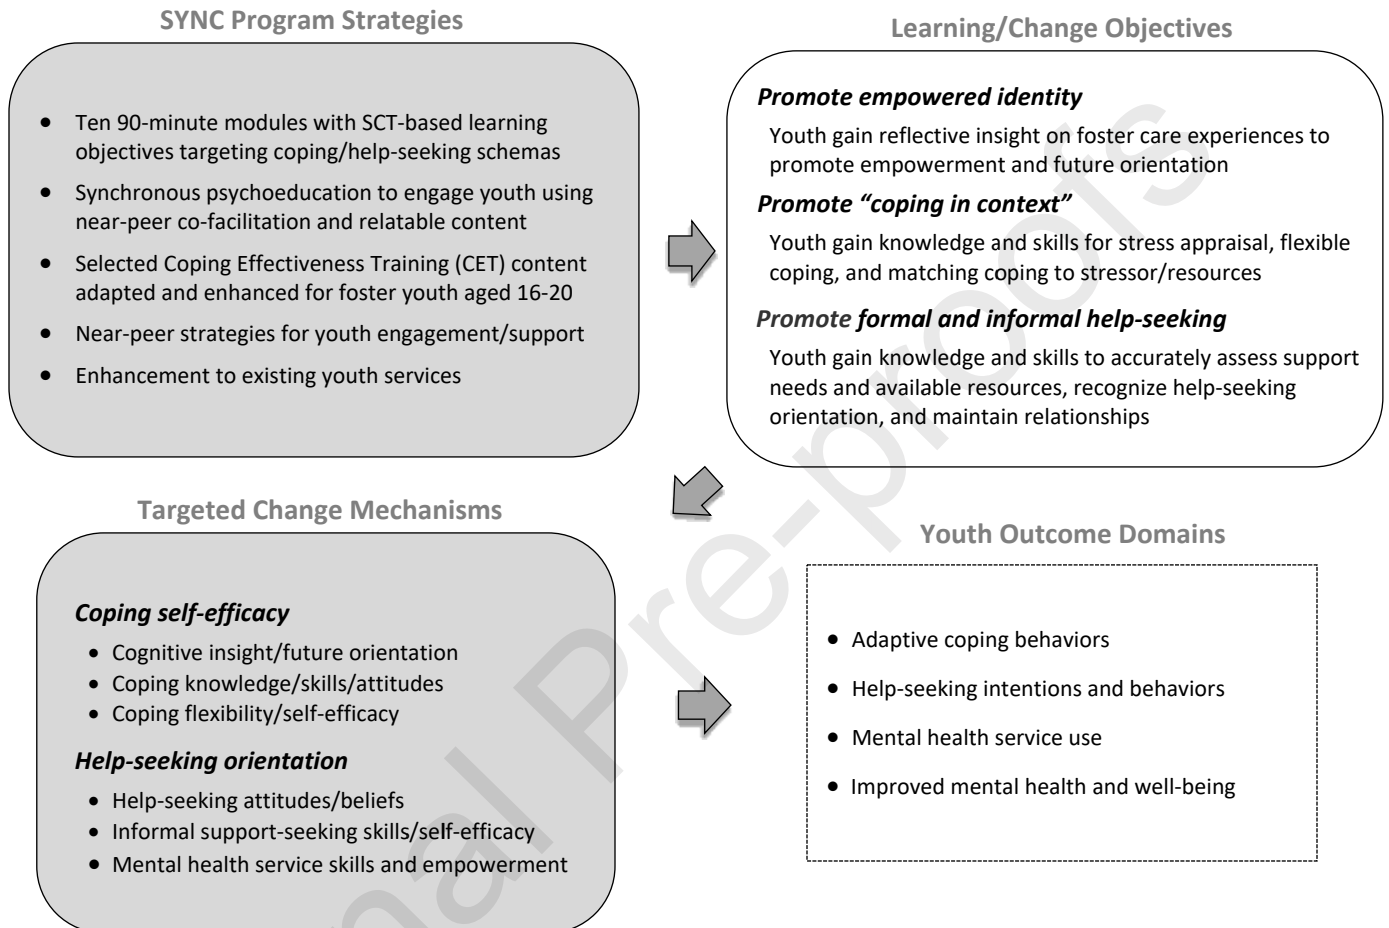 SYNC Program Strategies
• Ten 90-minute modules with SCT-based learning
objectives targeting coping/help-seeking schemas
• Synchronous psychoeducation to engage youth using
near-peer co-facilitation and relatable content
• Selected Coping Effectiveness Training (CET) content
adapted and enhanced for foster youth aged 16-20
• Near-peer strategies for youth engagement/support
• Enhancement to existing youth services
Learning/Change Objectives
Promote empowered identity
Youth gain reflective insight on foster care experiences to
promote empowerment and future orientation
Promote “coping in context”
Youth gain knowledge and skills for stress appraisal, flexible
coping, and matching coping to stressor/resources
Promote formal and informal help-seeking
Youth gain knowledge and skills to accurately assess support
needs and available resources, recognize help-seeking
orientation, and maintain relationships
Targeted Change Mechanisms
Coping self-efficacy
• Cognitive insight/future orientation
• Coping knowledge/skills/attitudes
• Coping flexibility/self-efficacy
Help-seeking orientation
• Help-seeking attitudes/beliefs
• Informal support-seeking skills/self-efficacy
• Mental health service skills and empowerment
Youth Outcome Domains
• Adaptive coping behaviors
• Help-seeking intentions and behaviors
• Mental health service use
• Improved mental health and well-being
nal Pre-proofs